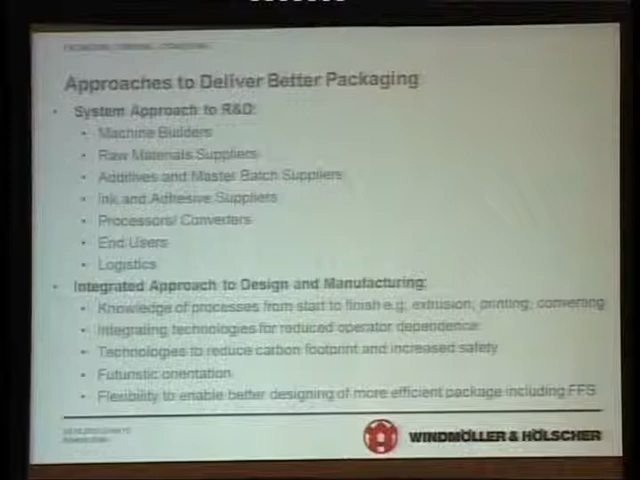 Approaches to Deliver Better Packaging
• System Approach to R&D:
• Machine Builders
• Raw Materials Suppliers
• Additives and Master Batch Suppliers
• Ink and Adhesive Suppliers
• Processors/ Converters
• End Users
• Logistics
• Integrated Approach to Design and Manufacturing:
• Knowledge of processes from start to finish e.g. extrusion, printing, converting
• Integrating technologies for reduced operator dependence
• Technologies to reduce carbon footprint and increased safety
• Futuristic orientation
• Flexibility to enable better designing of more efficient package including FFS
WINDMÖLLER & HÖLSCHER